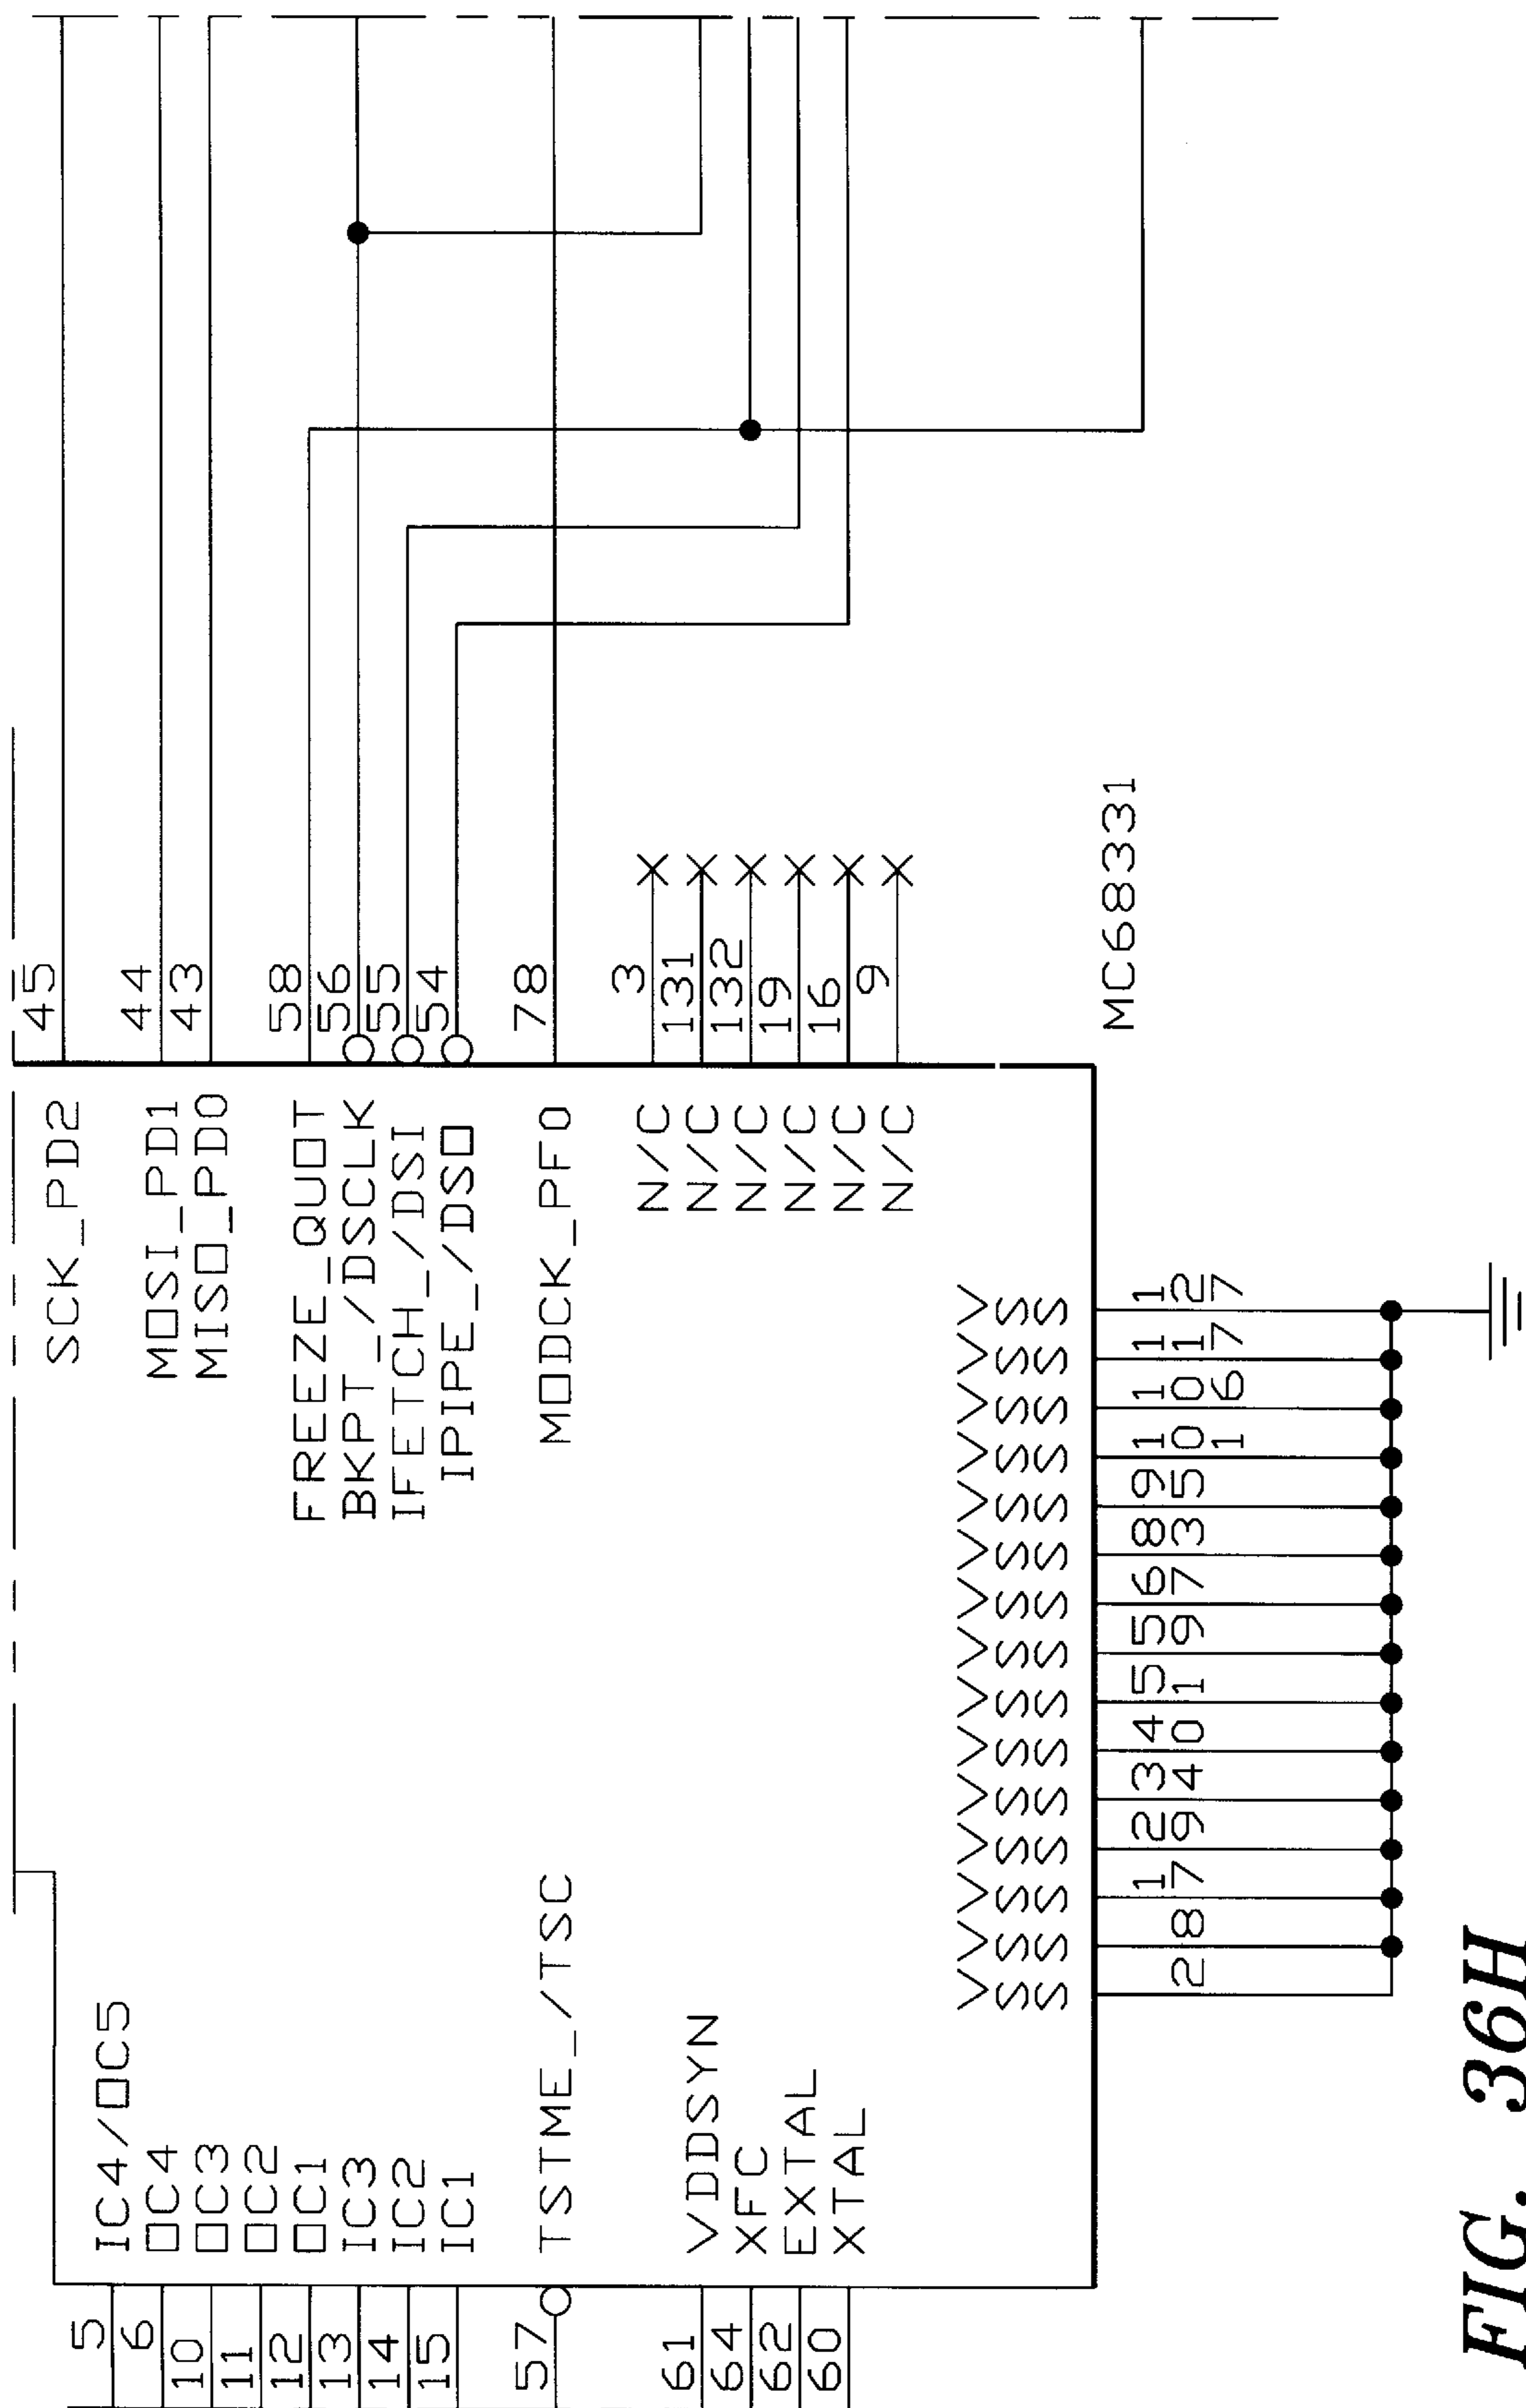 5 IC4/OC5
6 OC4
10 OC3
11 OC2
12 OC1
13 IC3
14 IC2
15 IC1
57 TSTME_/TSC
61 VDDSYN
64 XFC
62 EXTAL
60 XTAL
SCK_PD2 45
MOSI_PD1 44
MISO_PD0 43
FREEZE_QUOT 58
BKPT_/DSCLK 56
IFETCH_/DSI 55
IPIPE_/DSO 54
MODCK_PF0 78
N/C 3
N/C 131
N/C 132
N/C 19
N/C 16
N/C 9
VSS VSS VSS VSS VSS VSS VSS VSS VSS VSS VSS VSS VSS VSS VSS
2 8 17 29 34 40 51 59 67 83 95 101 106 117 127
MC68331
FIG. 36H